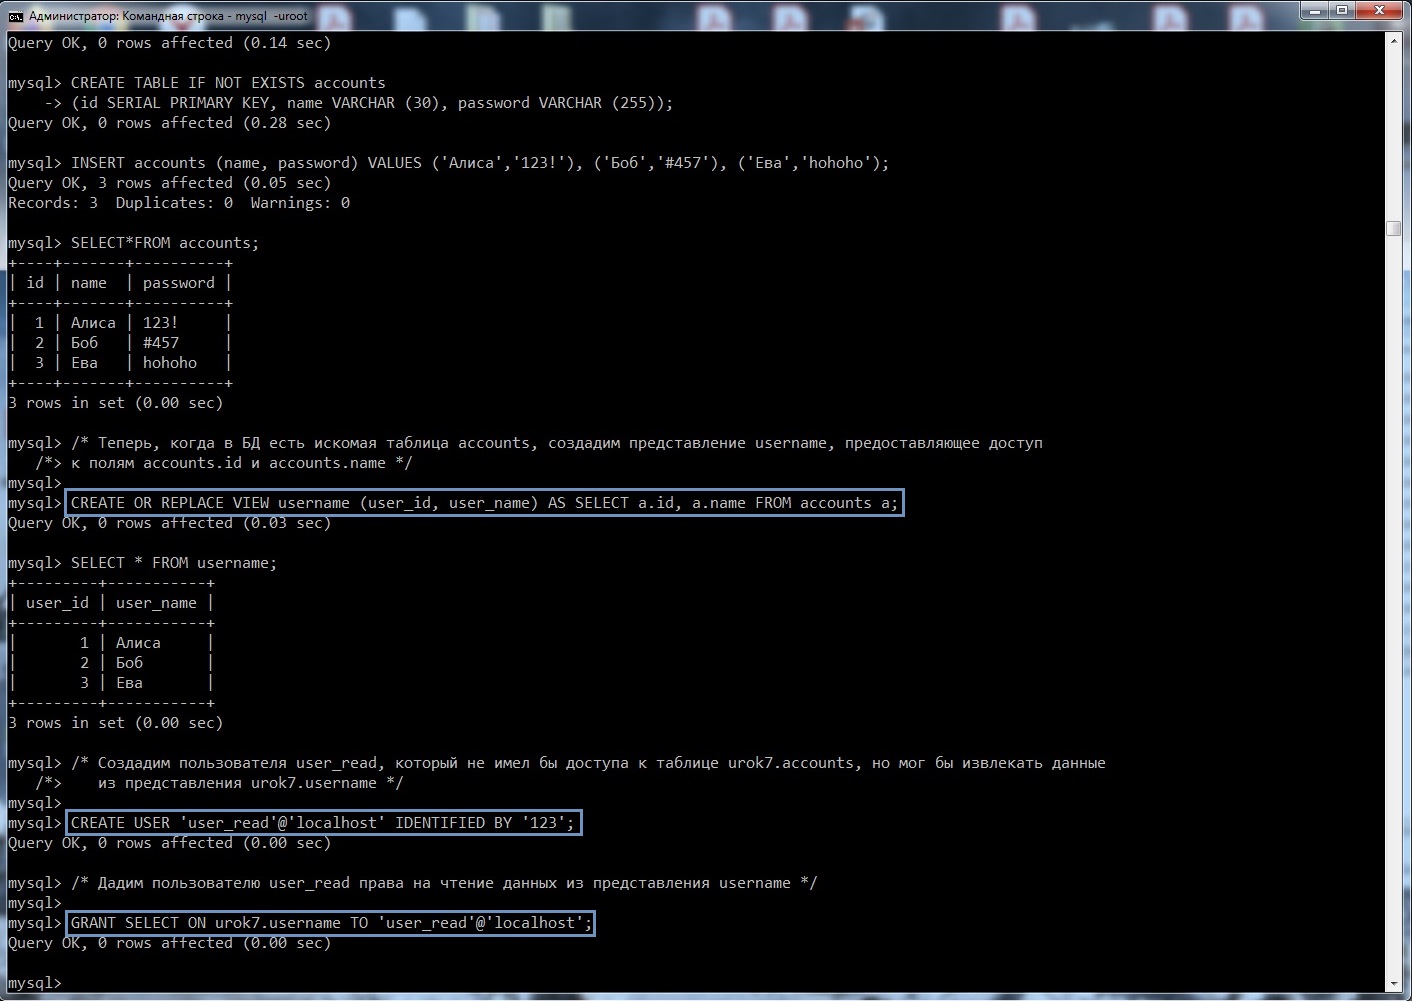 Администратор: Командная строка - mysql  -uroot
Query OK, 0 rows affected (0.14 sec)
mysql> CREATE TABLE IF NOT EXISTS accounts
    -> (id SERIAL PRIMARY KEY, name VARCHAR (30), password VARCHAR (255));
Query OK, 0 rows affected (0.28 sec)
mysql> INSERT accounts (name, password) VALUES ('Алиса','123!'), ('Боб','#457'), ('Ева','hohoho');
Query OK, 3 rows affected (0.05 sec)
Records: 3  Duplicates: 0  Warnings: 0
mysql> SELECT*FROM accounts;
+----+-------+----------+
| id | name  | password |
+----+-------+----------+
|  1 | Алиса | 123!     |
|  2 | Боб   | #457     |
|  3 | Ева   | hohoho   |
+----+-------+----------+
3 rows in set (0.00 sec)
mysql> /* Теперь, когда в БД есть искомая таблица accounts, создадим представление username, предоставляющее доступ
   /*> к полям accounts.id и accounts.name */
mysql>
mysql> CREATE OR REPLACE VIEW username (user_id, user_name) AS SELECT a.id, a.name FROM accounts a;
Query OK, 0 rows affected (0.03 sec)
mysql> SELECT * FROM username;
+---------+-----------+
| user_id | user_name |
+---------+-----------+
|       1 | Алиса     |
|       2 | Боб       |
|       3 | Ева       |
+---------+-----------+
3 rows in set (0.00 sec)
mysql> /* Создадим пользователя user_read, который не имел бы доступа к таблице urok7.accounts, но мог бы извлекать данные
   /*>    из представления urok7.username */
mysql>
mysql> CREATE USER 'user_read'@'localhost' IDENTIFIED BY '123';
Query OK, 0 rows affected (0.00 sec)
mysql> /* Дадим пользователю user_read права на чтение данных из представления username */
mysql>
mysql> GRANT SELECT ON urok7.username TO 'user_read'@'localhost';
Query OK, 0 rows affected (0.00 sec)
mysql>